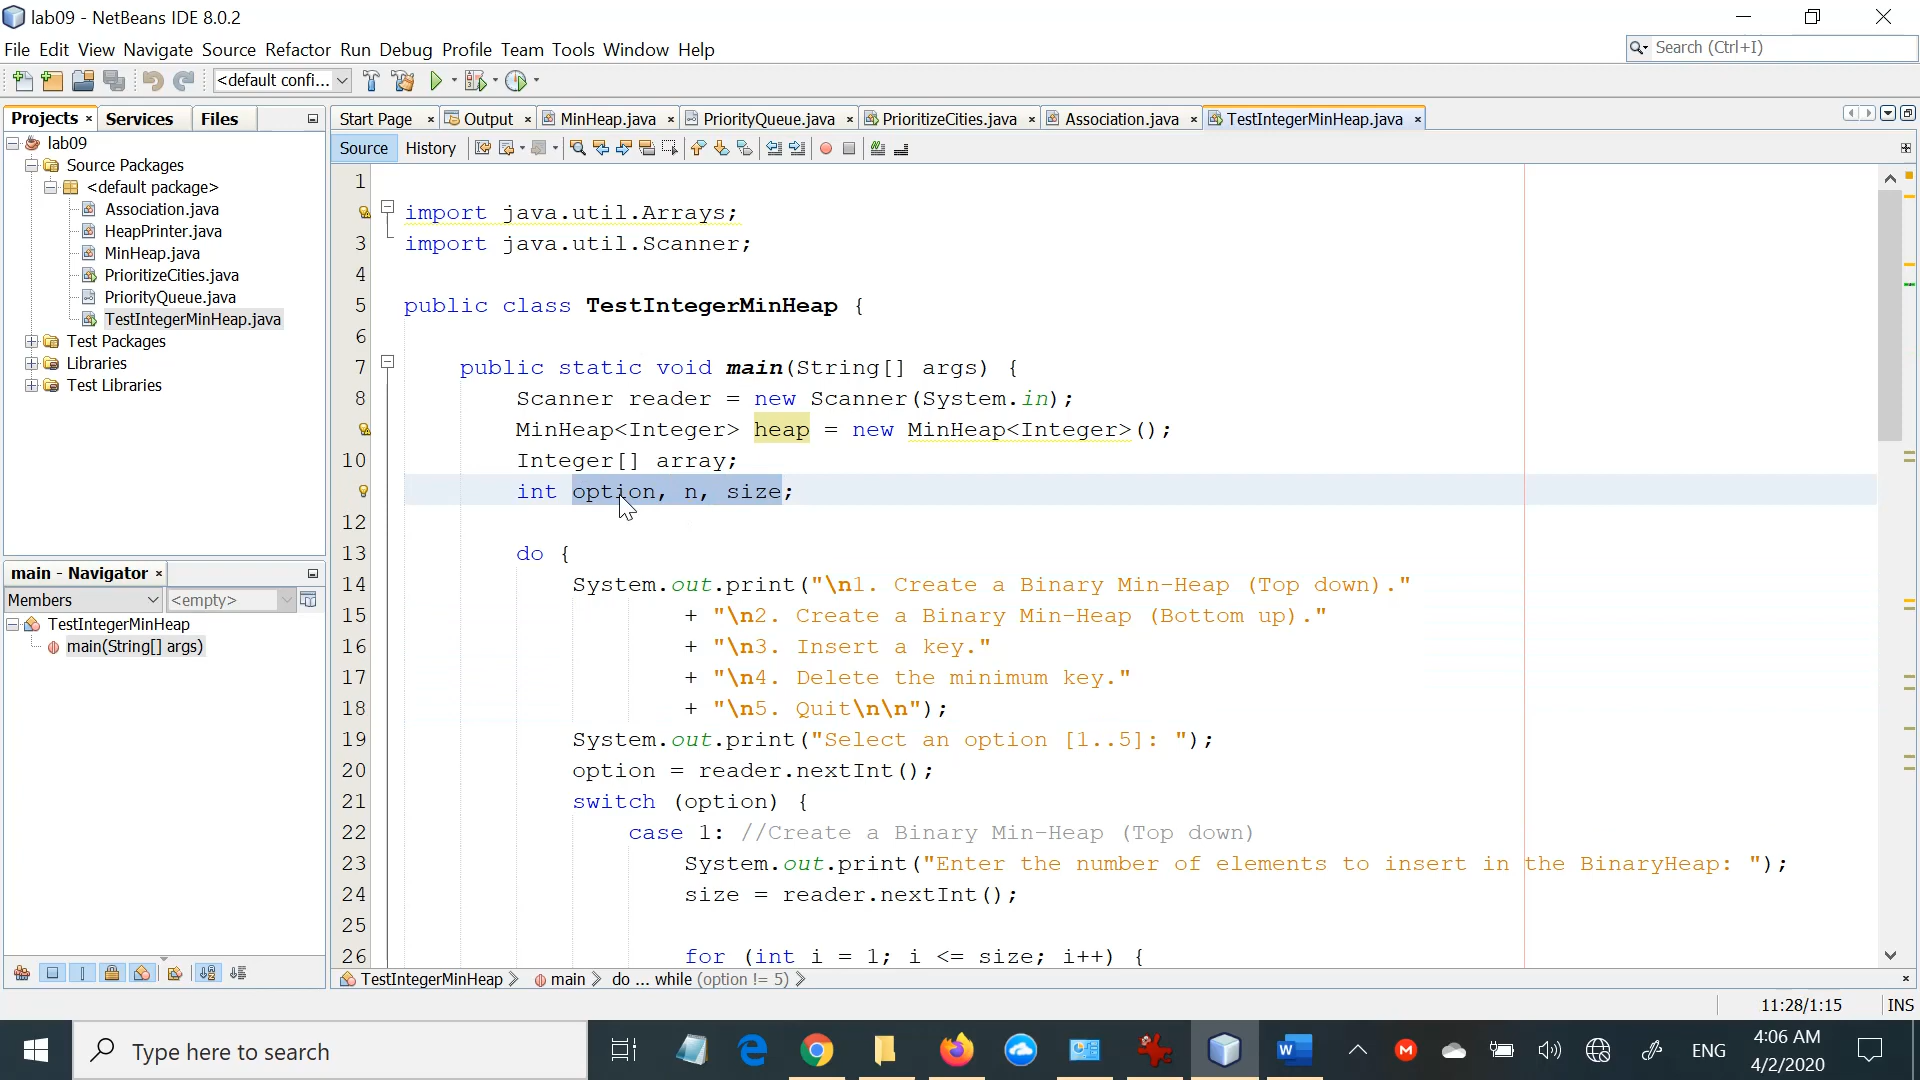 lab09 - NetBeans IDE 8.0.2
File Edit View Navigate Source Refactor Run Debug Profile Team Tools Window Help
Search (Ctrl+I)
<default confi...
Projects
Services
Files
Start Page
Output
MinHeap.java
PriorityQueue.java
PrioritizeCities.java
Association.java
TestIntegerMinHeap.java
Source
History
lab09
Source Packages
<default package>
Association.java
HeapPrinter.java
MinHeap.java
PrioritizeCities.java
PriorityQueue.java
TestIntegerMinHeap.java
Test Packages
Libraries
Test Libraries
main - Navigator
Members
<empty>
TestIntegerMinHeap
main(String[] args)
1
import java.util.Arrays;
3 import java.util.Scanner;
4
5 public class TestIntegerMinHeap {
6
7 public static void main(String[] args) {
8 Scanner reader = new Scanner(System.in);
MinHeap<Integer> heap = new MinHeap<Integer>();
10 Integer[] array;
int option, n, size;
12
13 do {
14 System.out.print("\n1. Create a Binary Min-Heap (Top down)."
15 + "\n2. Create a Binary Min-Heap (Bottom up)."
16 + "\n3. Insert a key."
17 + "\n4. Delete the minimum key."
18 + "\n5. Quit\n\n");
19 System.out.print("Select an option [1..5]: ");
20 option = reader.nextInt();
21 switch (option) {
22 case 1: //Create a Binary Min-Heap (Top down)
23 System.out.print("Enter the number of elements to insert in the BinaryHeap: ");
24 size = reader.nextInt();
25
26 for (int i = 1; i <= size; i++) {
TestIntegerMinHeap
main
do ... while (option != 5)
11:28/1:15
INS
Type here to search
ENG
4:06 AM
4/2/2020